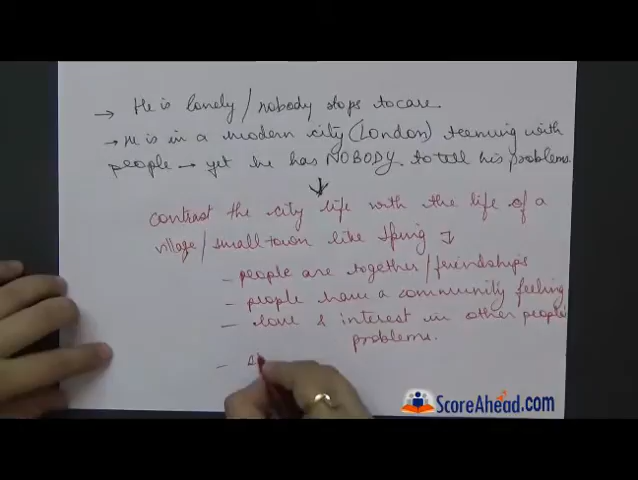 → He is lonely/nobody stops to care.
→ He is in a modern city (London) teeming with
people → yet he has NOBODY to tell his problems.
↓
contrast the city life with the life of a
village/small town like Iping
- people are together/friendships
- people have a community feeling
- love & interest in other people's
problems.
-
ScoreAhead.com